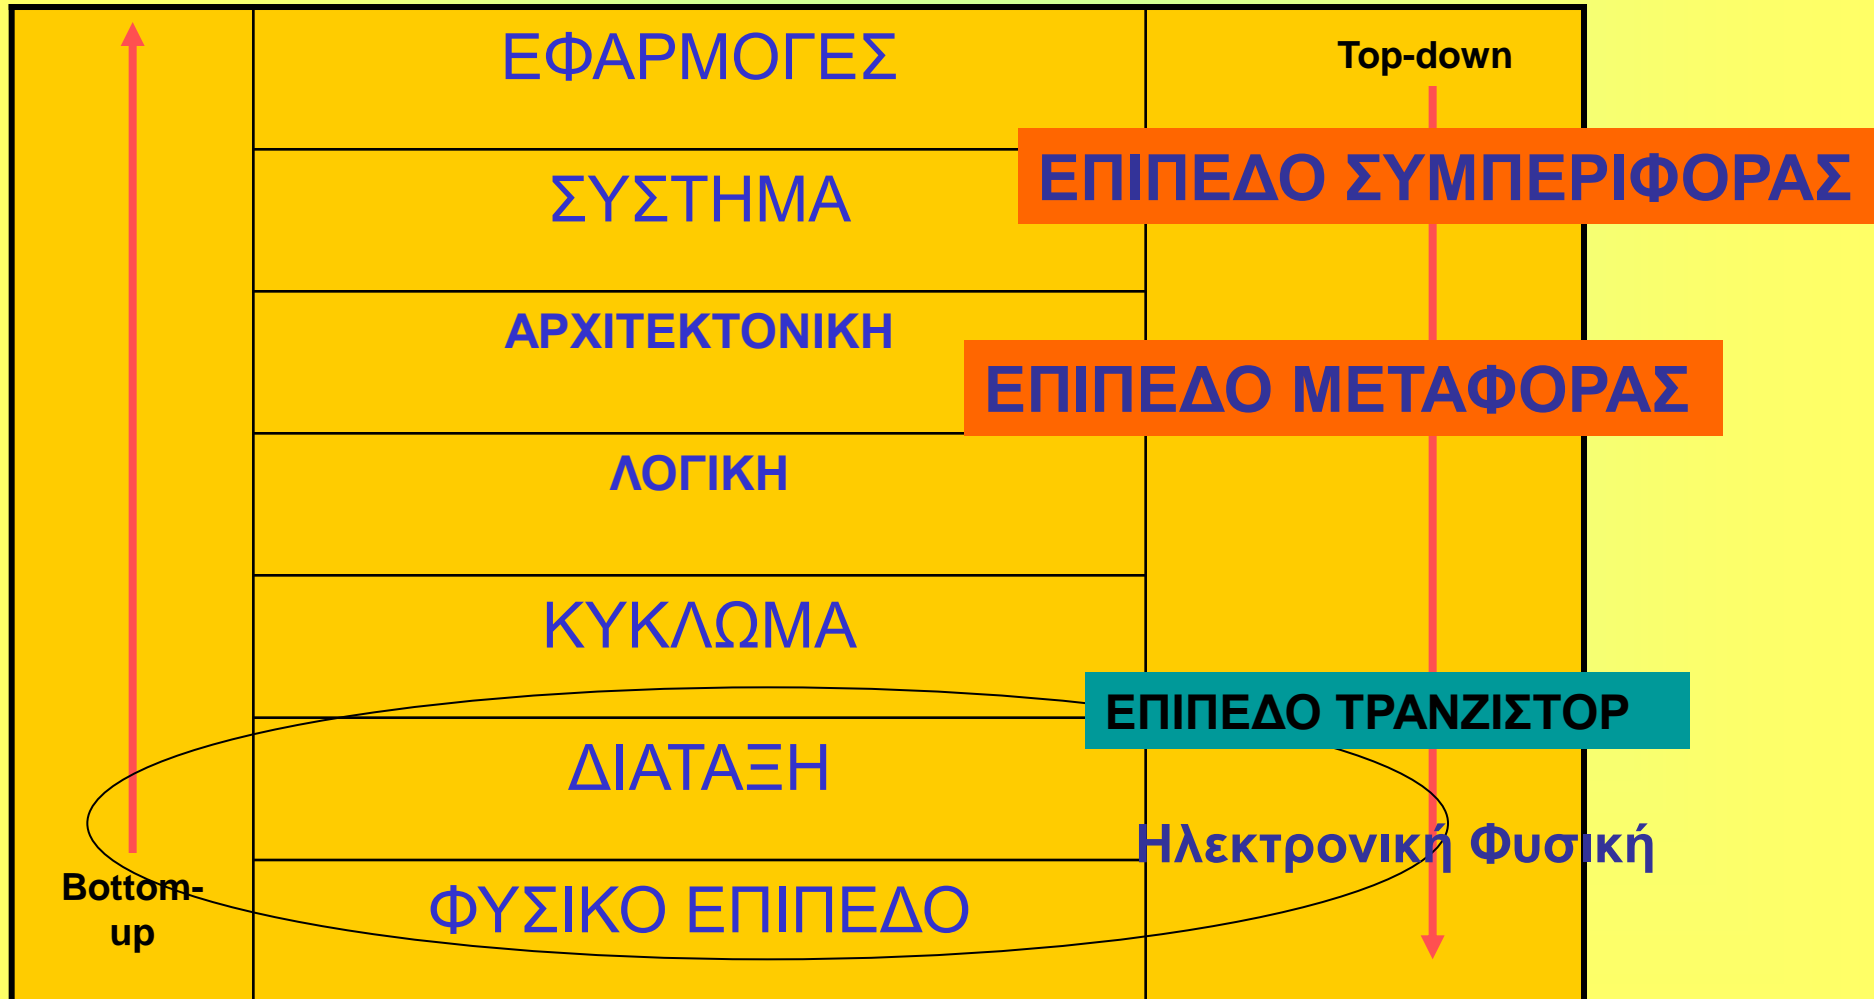 ΕΦΑΡΜΟΓΕΣ
Top-down
ΕΠΙΠΕΔΟ ΣΥΜΠΕΡΙΦΟΡΑΣ
ΣΥΣΤΗΜΑ
ΑΡΧΙΤΕΚΤΟΝΙΚΗ
ΕΠΙΠΕΔΟ ΜΕΤΑΦΟΡΑΣ
ΛΟΓΙΚΗ
ΚΥΚΛΩΜΑ
ΕΠΙΠΕΔΟ ΤΡΑΝΖΙΣΤΟΡ
ΔΙΑΤΑΞΗ
Ηλεκτρονική Φυσική
Bottom-
up
ΦΥΣΙΚΟ ΕΠΙΠΕΔΟ